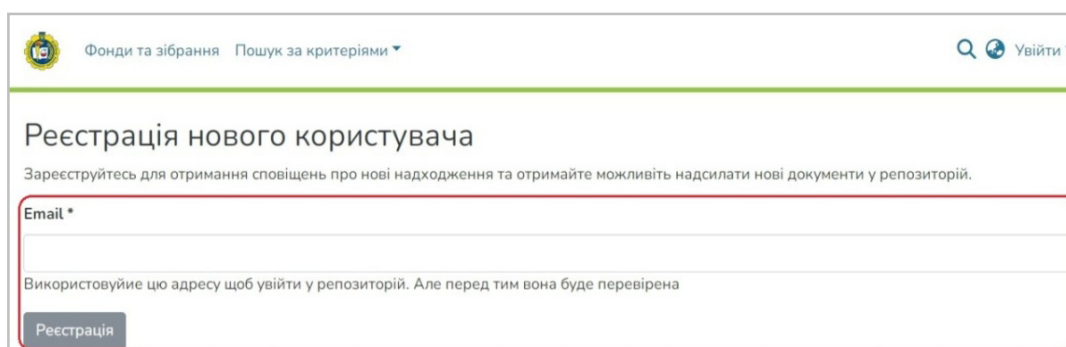 Фонди та зібрання Пошук за критеріями Увійти
Реєстрація нового користувача
Зареєструйтесь для отримання сповіщень про нові надходження та отримайте можливіть надсилати нові документи у репозиторій.
Email *
Використовуйие цю адресу щоб увійти у репозиторій. Але перед тим вона буде перевірена
Реєстрація